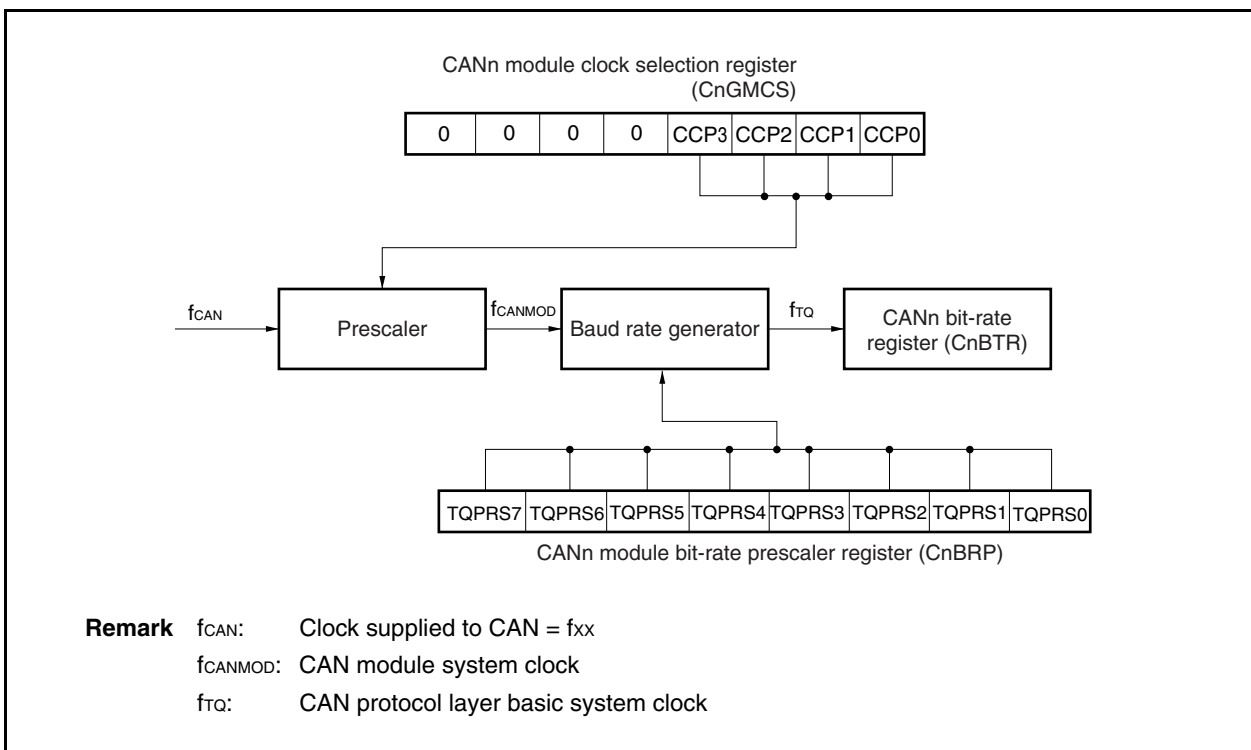 CANn module clock selection register
(CnGMCS)
0 0 0 0 CCP3 CCP2 CCP1 CCP0
fCAN
Prescaler
fCANMOD
Baud rate generator
fTQ
CANn bit-rate
register (CnBTR)
TQPRS7 TQPRS6 TQPRS5 TQPRS4 TQPRS3 TQPRS2 TQPRS1 TQPRS0
CANn module bit-rate prescaler register (CnBRP)
Remark fCAN: Clock supplied to CAN = fXX
fCANMOD: CAN module system clock
fTQ: CAN protocol layer basic system clock